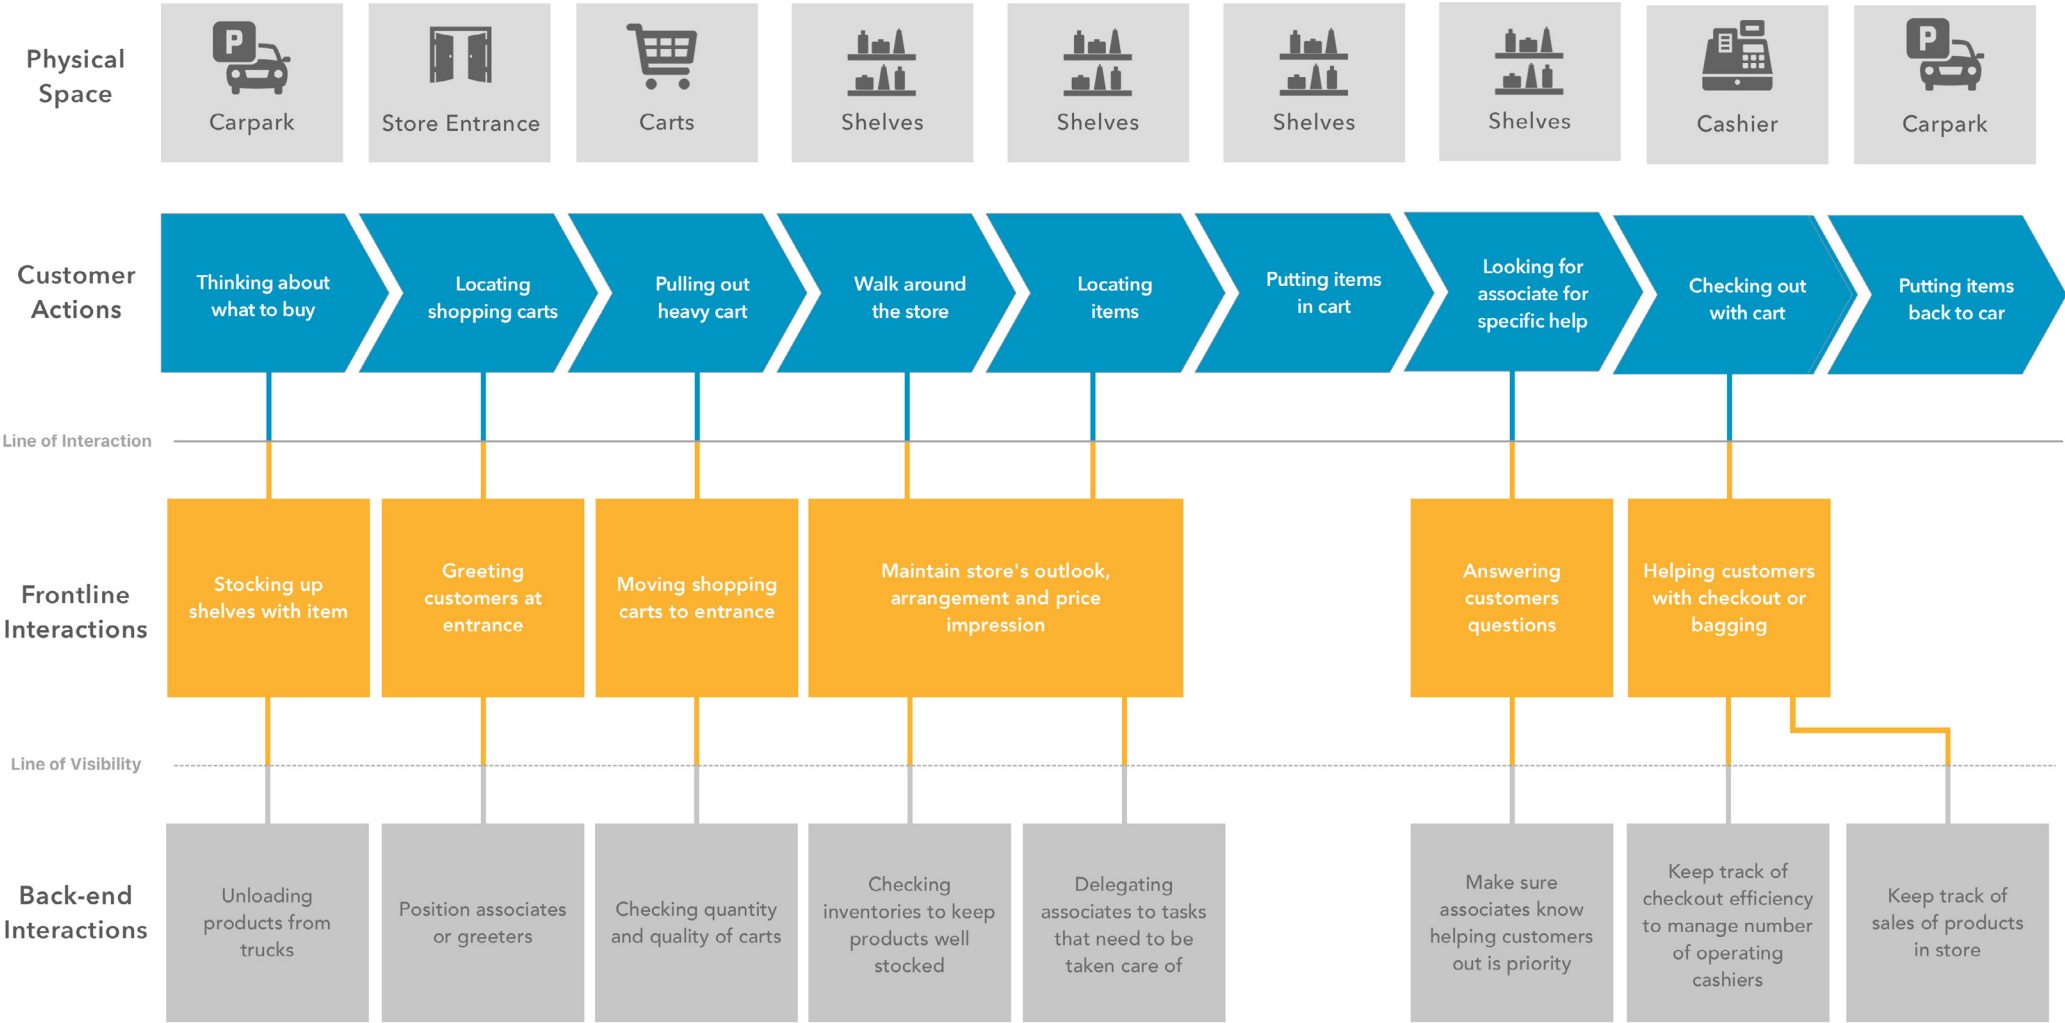 Physical
Space
P
Carpark
Store Entrance
Carts
Shelves
Shelves
Shelves
Shelves
Cashier
P
Carpark
Customer
Actions
Thinking about
what to buy
Locating
shopping carts
Pulling out
heavy cart
Walk around
the store
Locating
items
Putting items
in cart
Looking for
associate for
specific help
Checking out
with cart
Putting items
back to car
Line of Interaction
Frontline
Interactions
Stocking up
shelves with item
Greeting
customers at
entrance
Moving shopping
carts to entrance
Maintain store's outlook,
arrangement and price
impression
Answering
customers
questions
Helping customers
with checkout or
bagging
Line of Visibility
Back-end
Interactions
Unloading
products from
trucks
Position associates
or greeters
Checking quantity
and quality of carts
Checking
inventories to keep
products well
stocked
Delegating
associates to tasks
that need to be
taken care of
Make sure
associates know
helping customers
out is priority
Keep track of
checkout efficiency
to manage number
of operating
cashiers
Keep track of
sales of products
in store